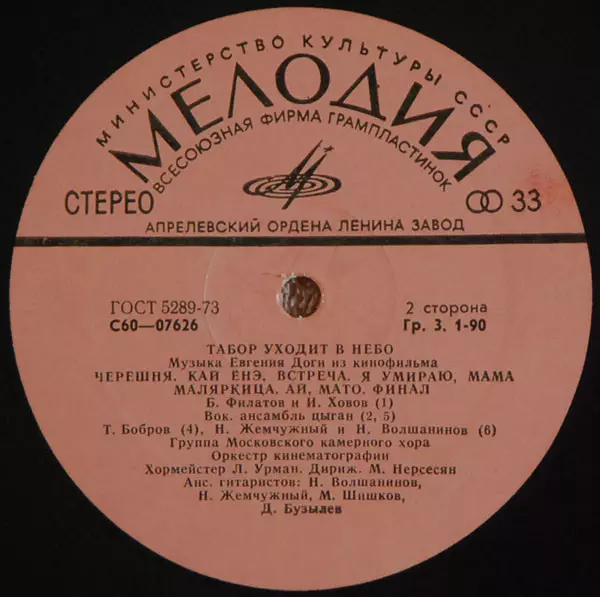 МИНИСТЕРСТВО КУЛЬТУРЫ СССР
МЕЛОДИЯ
ВСЕСОЮЗНАЯ ФИРМА ГРАМПЛАСТИНОК
СТЕРЕО
33
АПРЕЛЕВСКИЙ ОРДЕНА ЛЕНИНА ЗАВОД
ГОСТ 5289-73
2 сторона
С60—07626
Гр. 3. 1-90
ТАБОР УХОДИТ В НЕБО
Музыка Евгения Доги из кинофильма
ЧЕРЕШНЯ. КАЙ ЕНЭ. ВСТРЕЧА. Я УМИРАЮ, МАМА
МАЛЯРКИЦА. АЙ, МАТО. ФИНАЛ
Б. Филатов и И. Ховов (1)
Вок. ансамбль цыган (2, 5)
Т. Бобров (4), Н. Жемчужный и Н. Волшанинов (6)
Группа Московского камерного хора
Оркестр кинематографии
Хормейстер Л. Урман. Дириж. М. Нерсесян
Анс. гитаристов: Н. Волшанинов,
Н. Жемчужный, М. Шишков,
Д. Бузылев